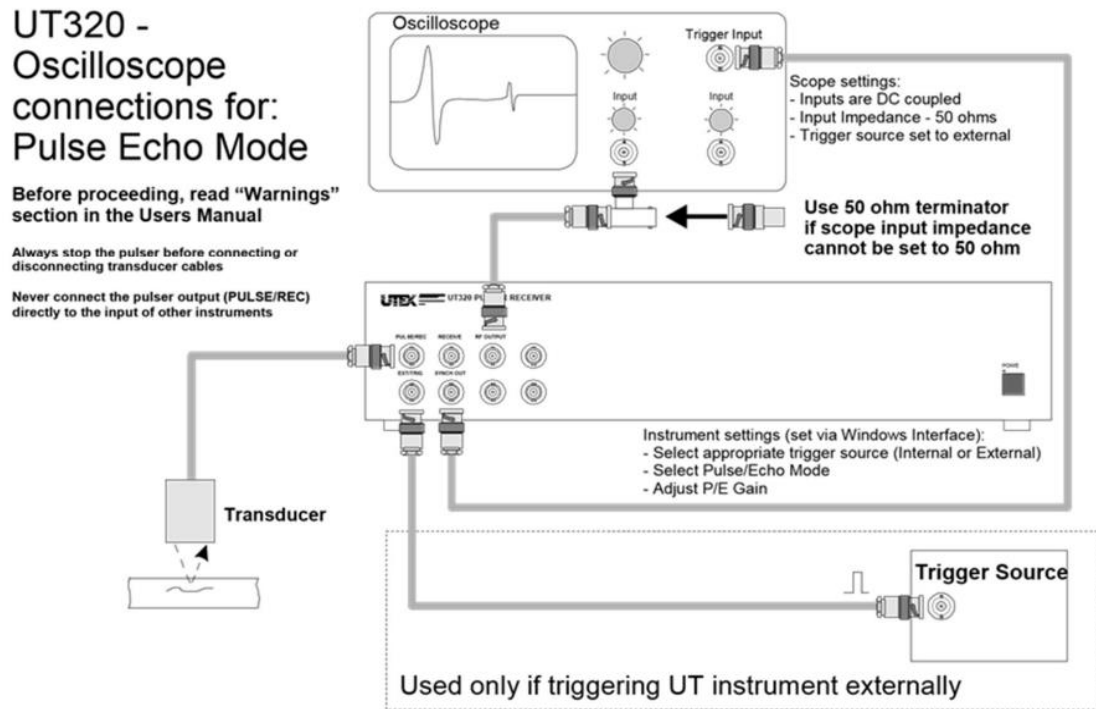 UT320 -
Oscilloscope
connections for:
Pulse Echo Mode
Before proceeding, read “Warnings”
section in the Users Manual
Always stop the pulser before connecting or
disconnecting transducer cables
Never connect the pulser output (PULSE/REC)
directly to the input of other instruments
Oscilloscope
Trigger Input
Input
Input
Scope settings:
- Inputs are DC coupled
- Input Impedance - 50 ohms
- Trigger source set to external
Use 50 ohm terminator
if scope input impedance
cannot be set to 50 ohm
UTEX
UT320 PU R RECEIVER
PULSE/REC RECEIVE RF OUTPUT
EXT/TRIG SYNCH OUT
POWE
Instrument settings (set via Windows Interface):
- Select appropriate trigger source (Internal or External)
- Select Pulse/Echo Mode
- Adjust P/E Gain
Transducer
Trigger Source
Used only if triggering UT instrument externally